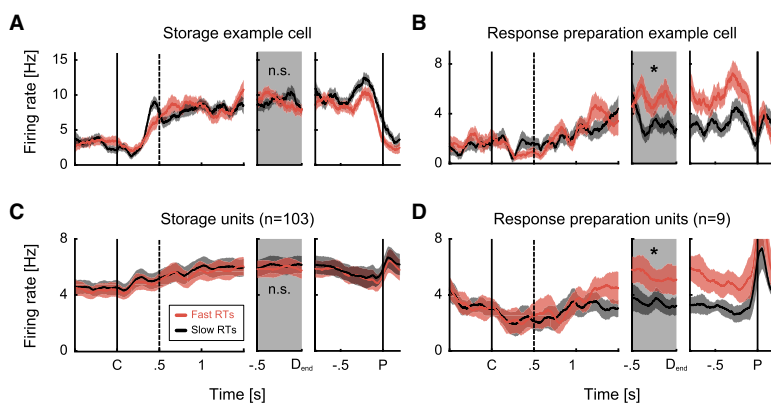 A Storage example cell
B Response preparation example cell
Firing rate [Hz]
15
10
5
0
n.s.
8
4
0
*
C Storage units (n=103)
D Response preparation units (n=9)
Firing rate [Hz]
8
4
0
n.s.
Fast RTs
Slow RTs
8
4
0
*
C .5 1 -.5 Dend -.5 P
C .5 1 -.5 Dend -.5 P
Time [s]
Time [s]